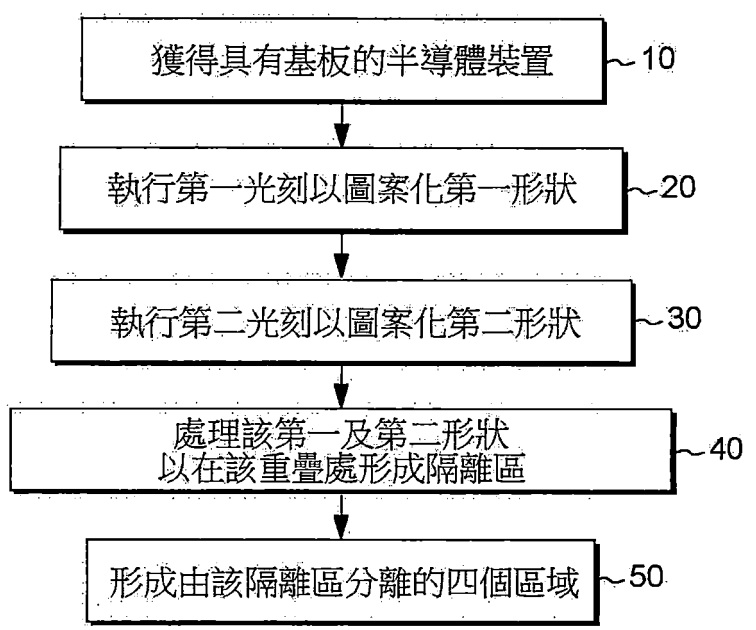 獲得具有基板的半導體裝置
10
執行第一光刻以圖案化第一形狀
20
執行第二光刻以圖案化第二形狀
30
處理該第一及第二形狀
以在該重疊處形成隔離區
40
形成由該隔離區分離的四個區域
50